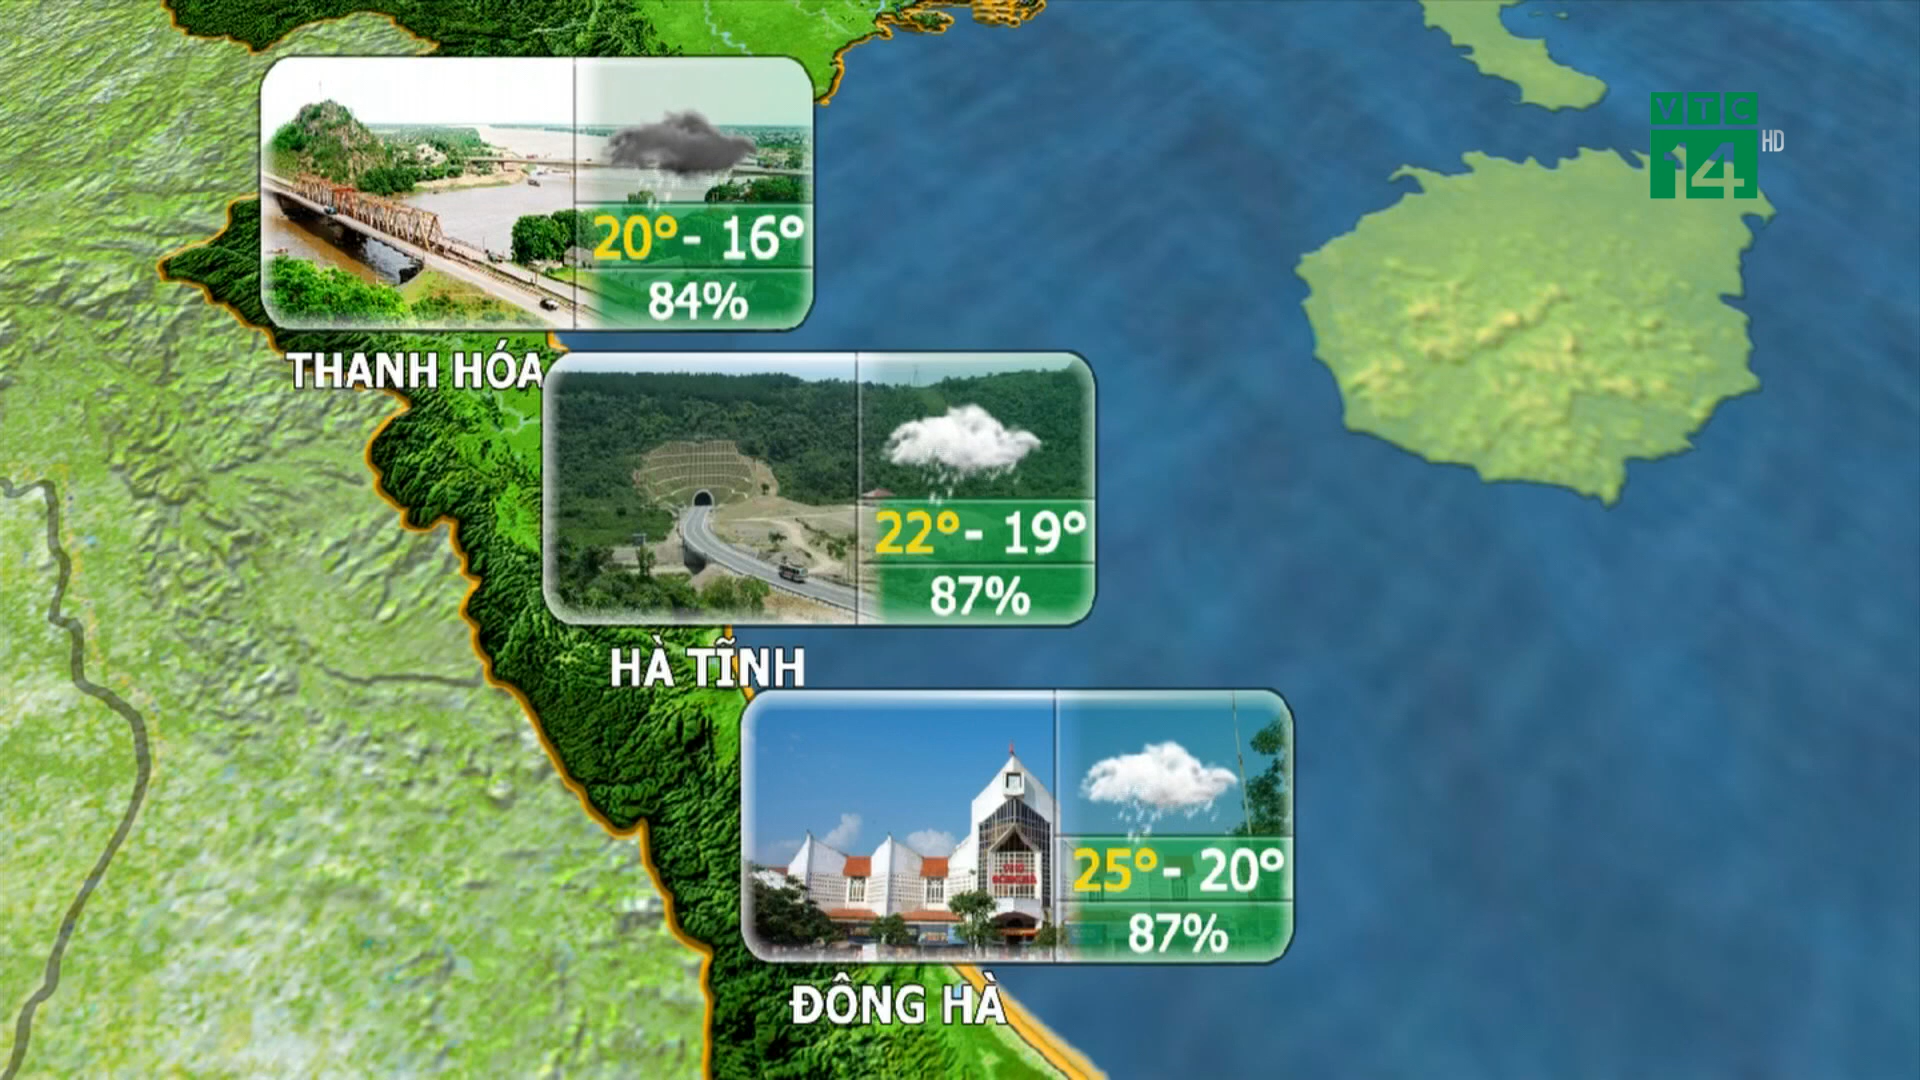 VTC
14 HD
20° - 16°
84%
THANH HÓA
22° - 19°
87%
HÀ TĨNH
25° - 20°
87%
ĐÔNG HÀ